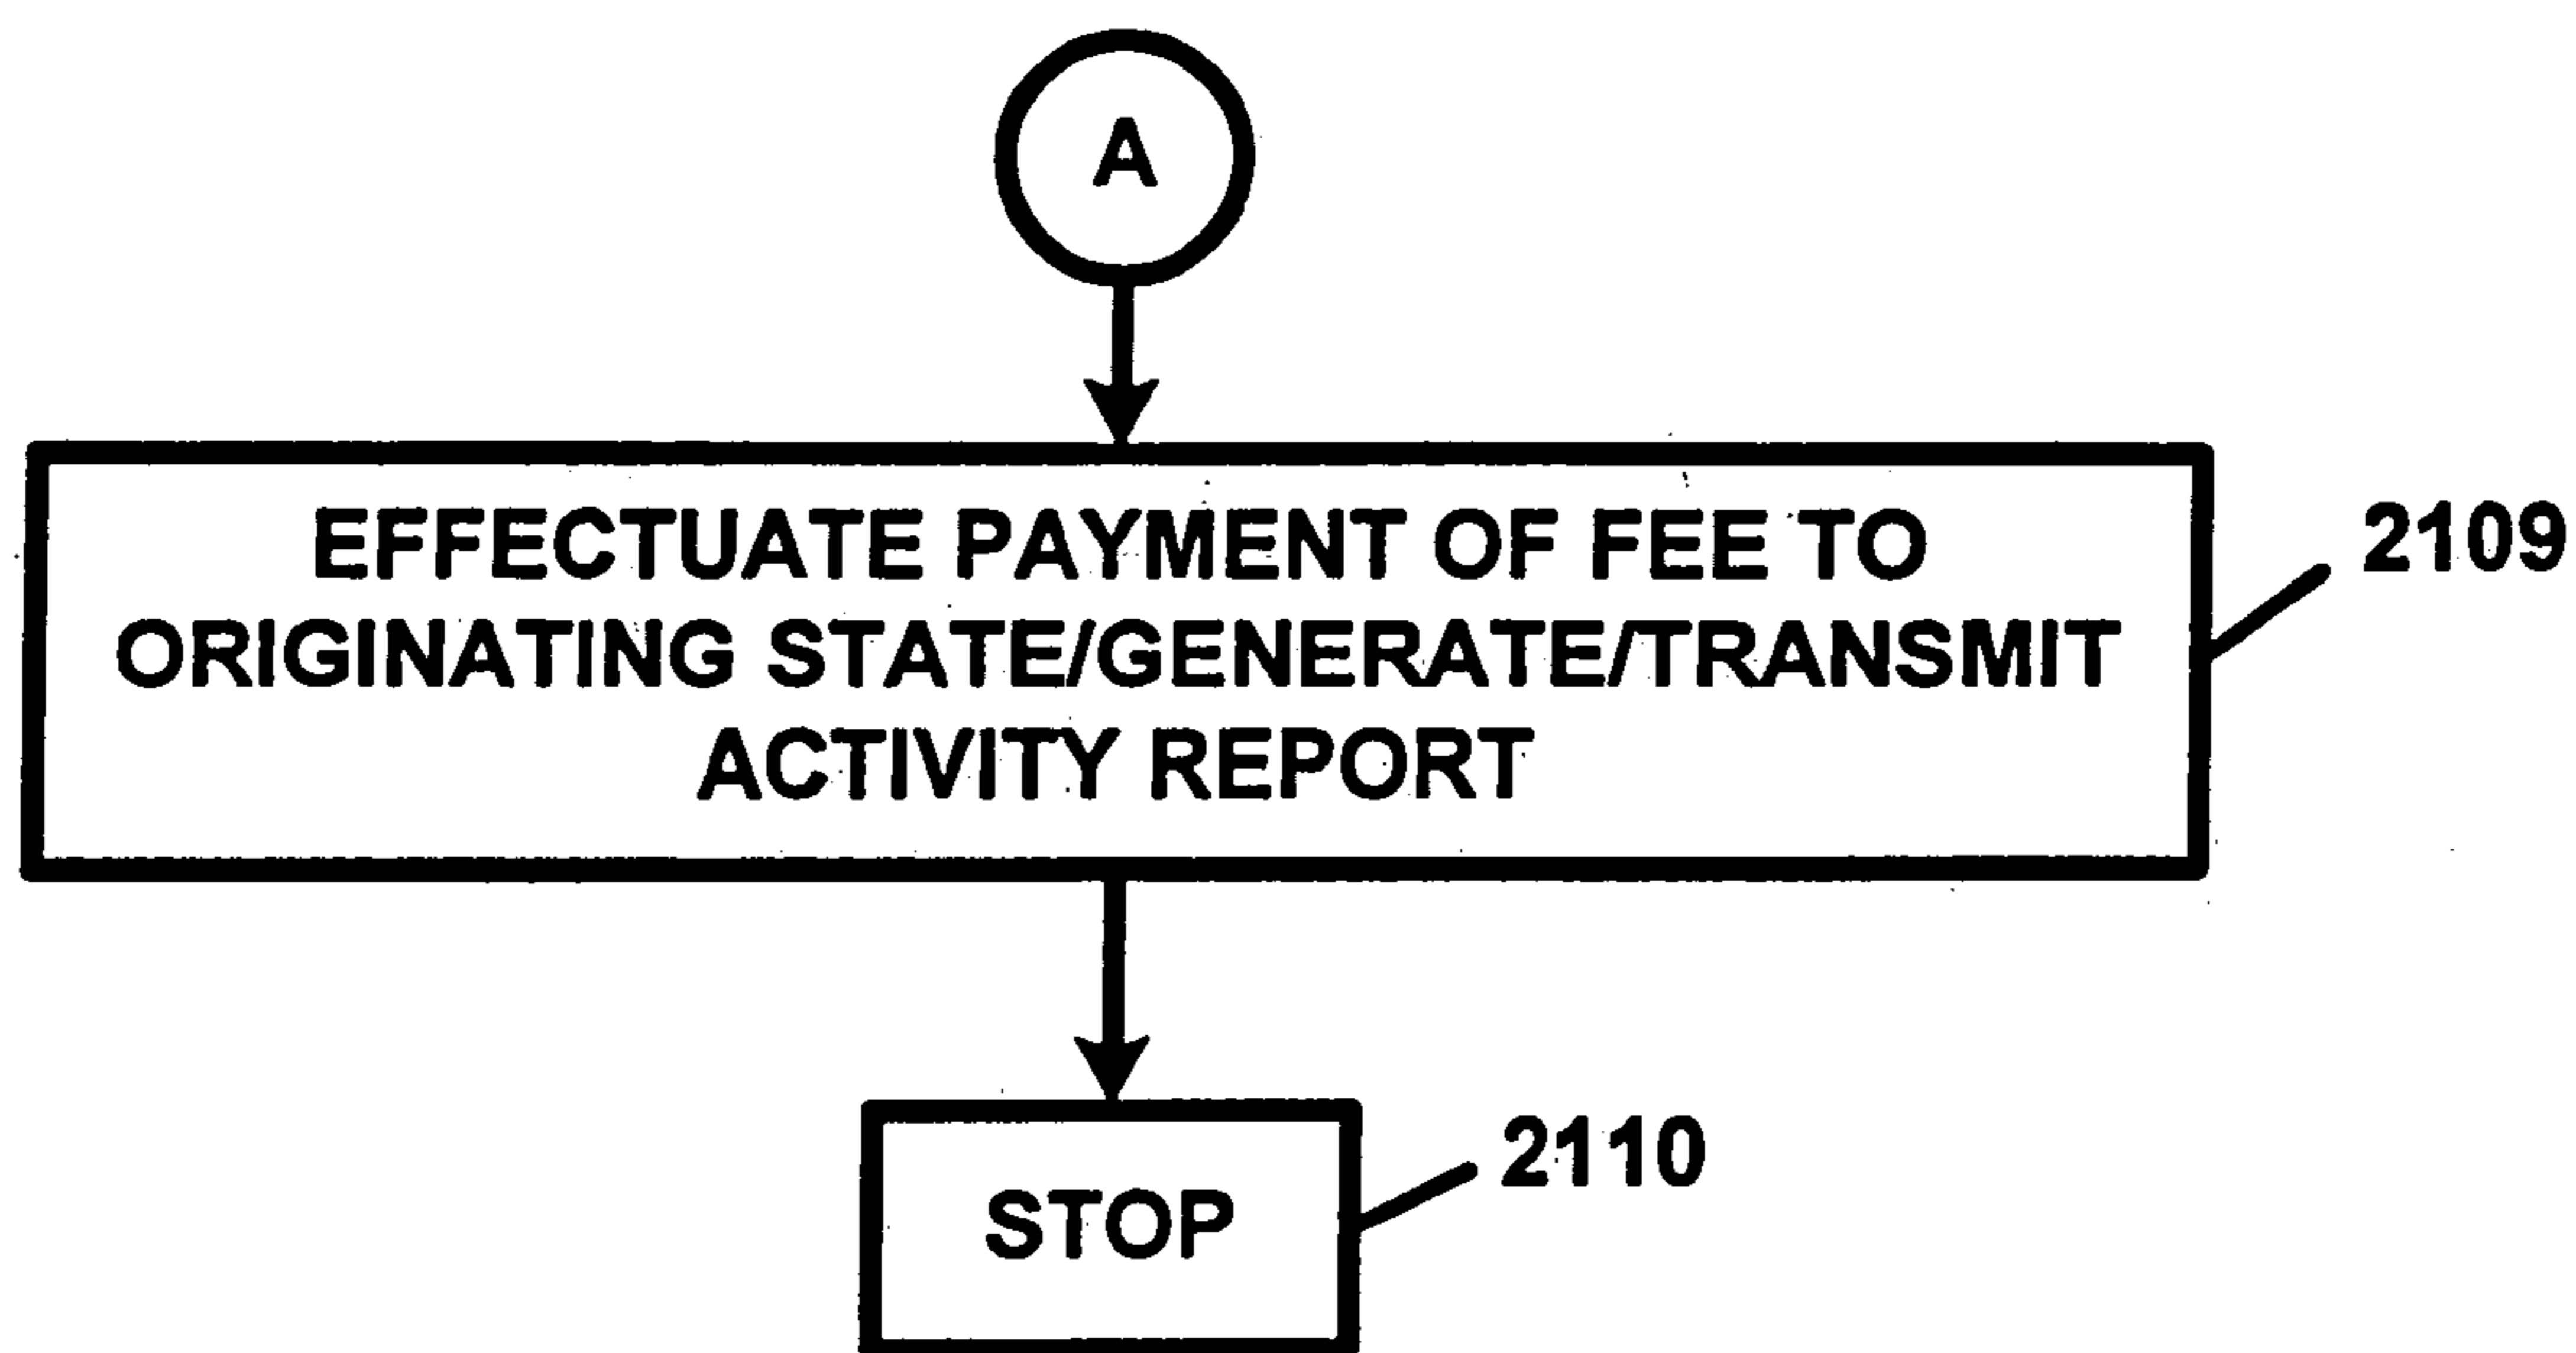 A
EFFECTUATE PAYMENT OF FEE TO
ORIGINATING STATE/GENERATE/TRANSMIT
ACTIVITY REPORT
2109
STOP
2110